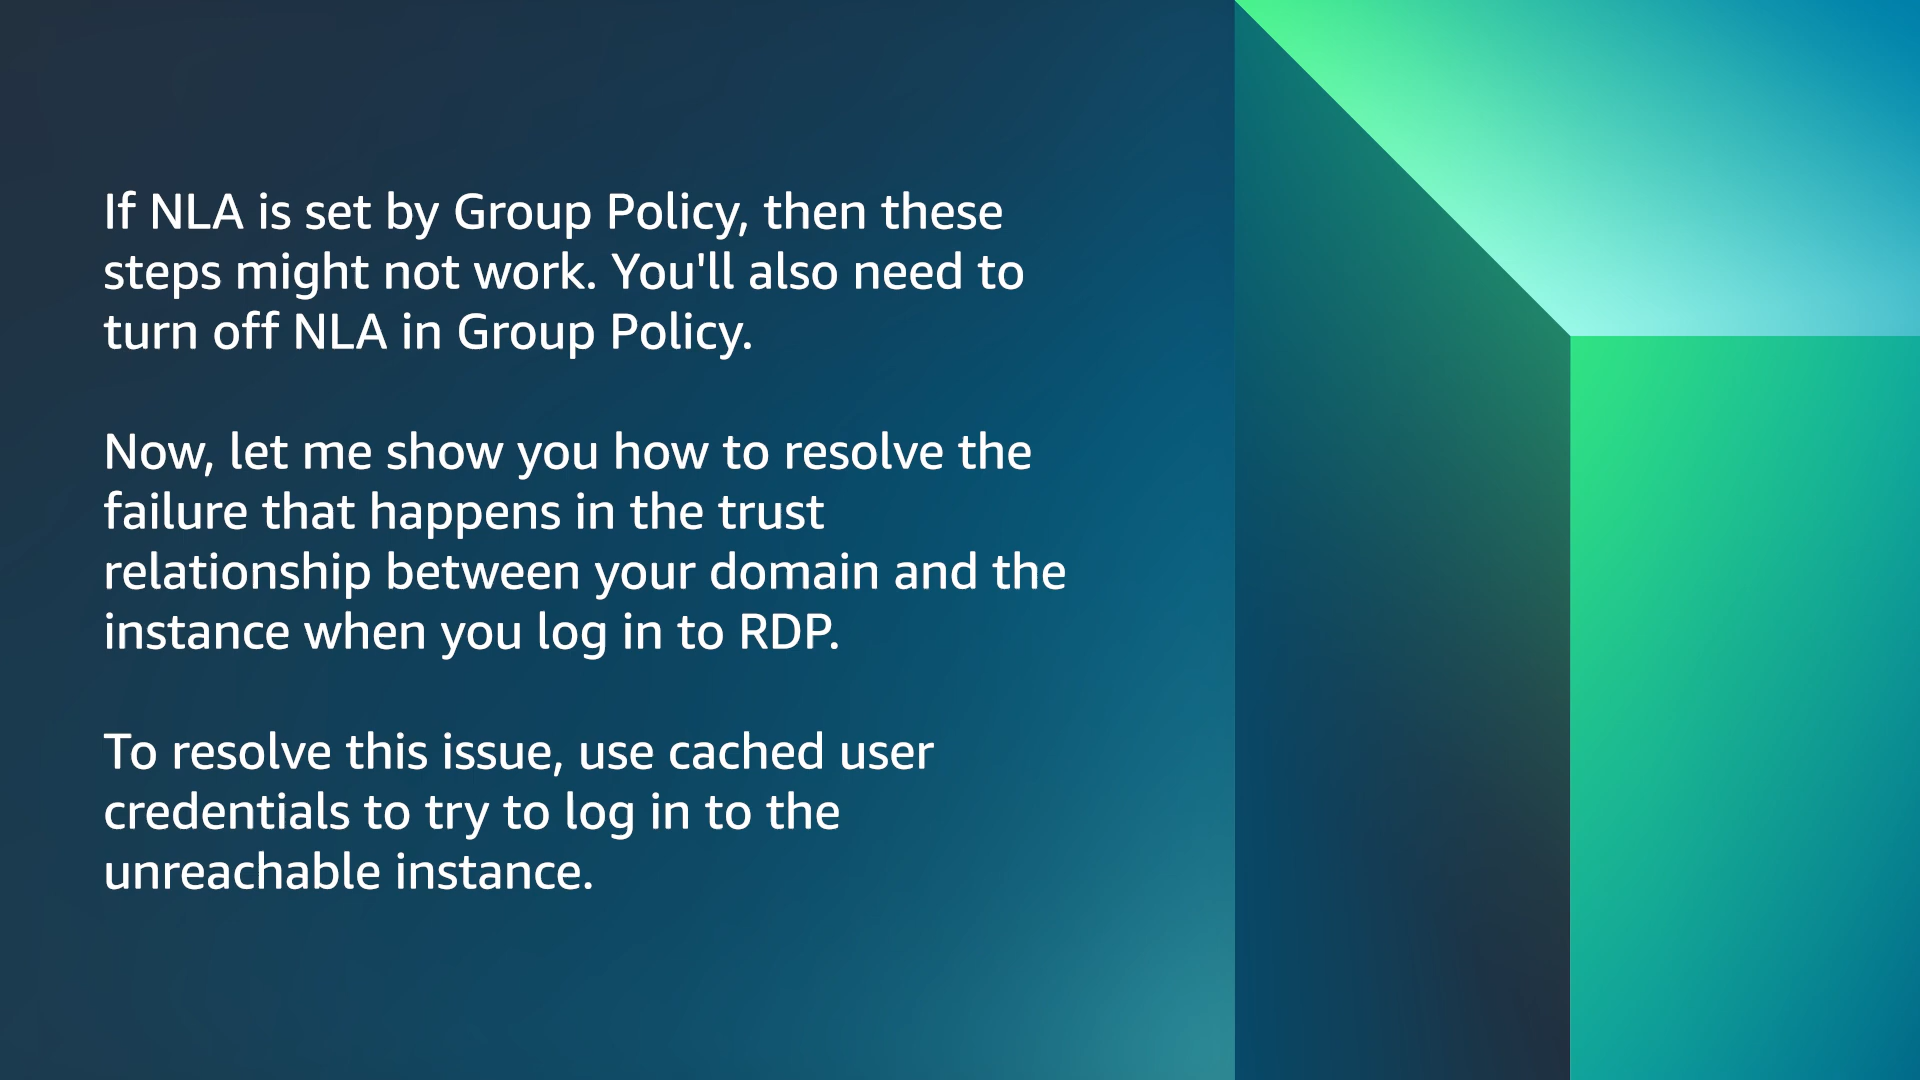 If NLA is set by Group Policy, then these
steps might not work. You'll also need to
turn off NLA in Group Policy.
Now, let me show you how to resolve the
failure that happens in the trust
relationship between your domain and the
instance when you log in to RDP.
To resolve this issue, use cached user
credentials to try to log in to the
unreachable instance.